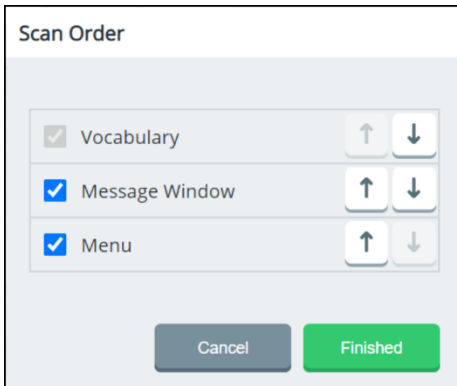 Scan Order
Vocabulary
Message Window
Menu
Cancel Finished